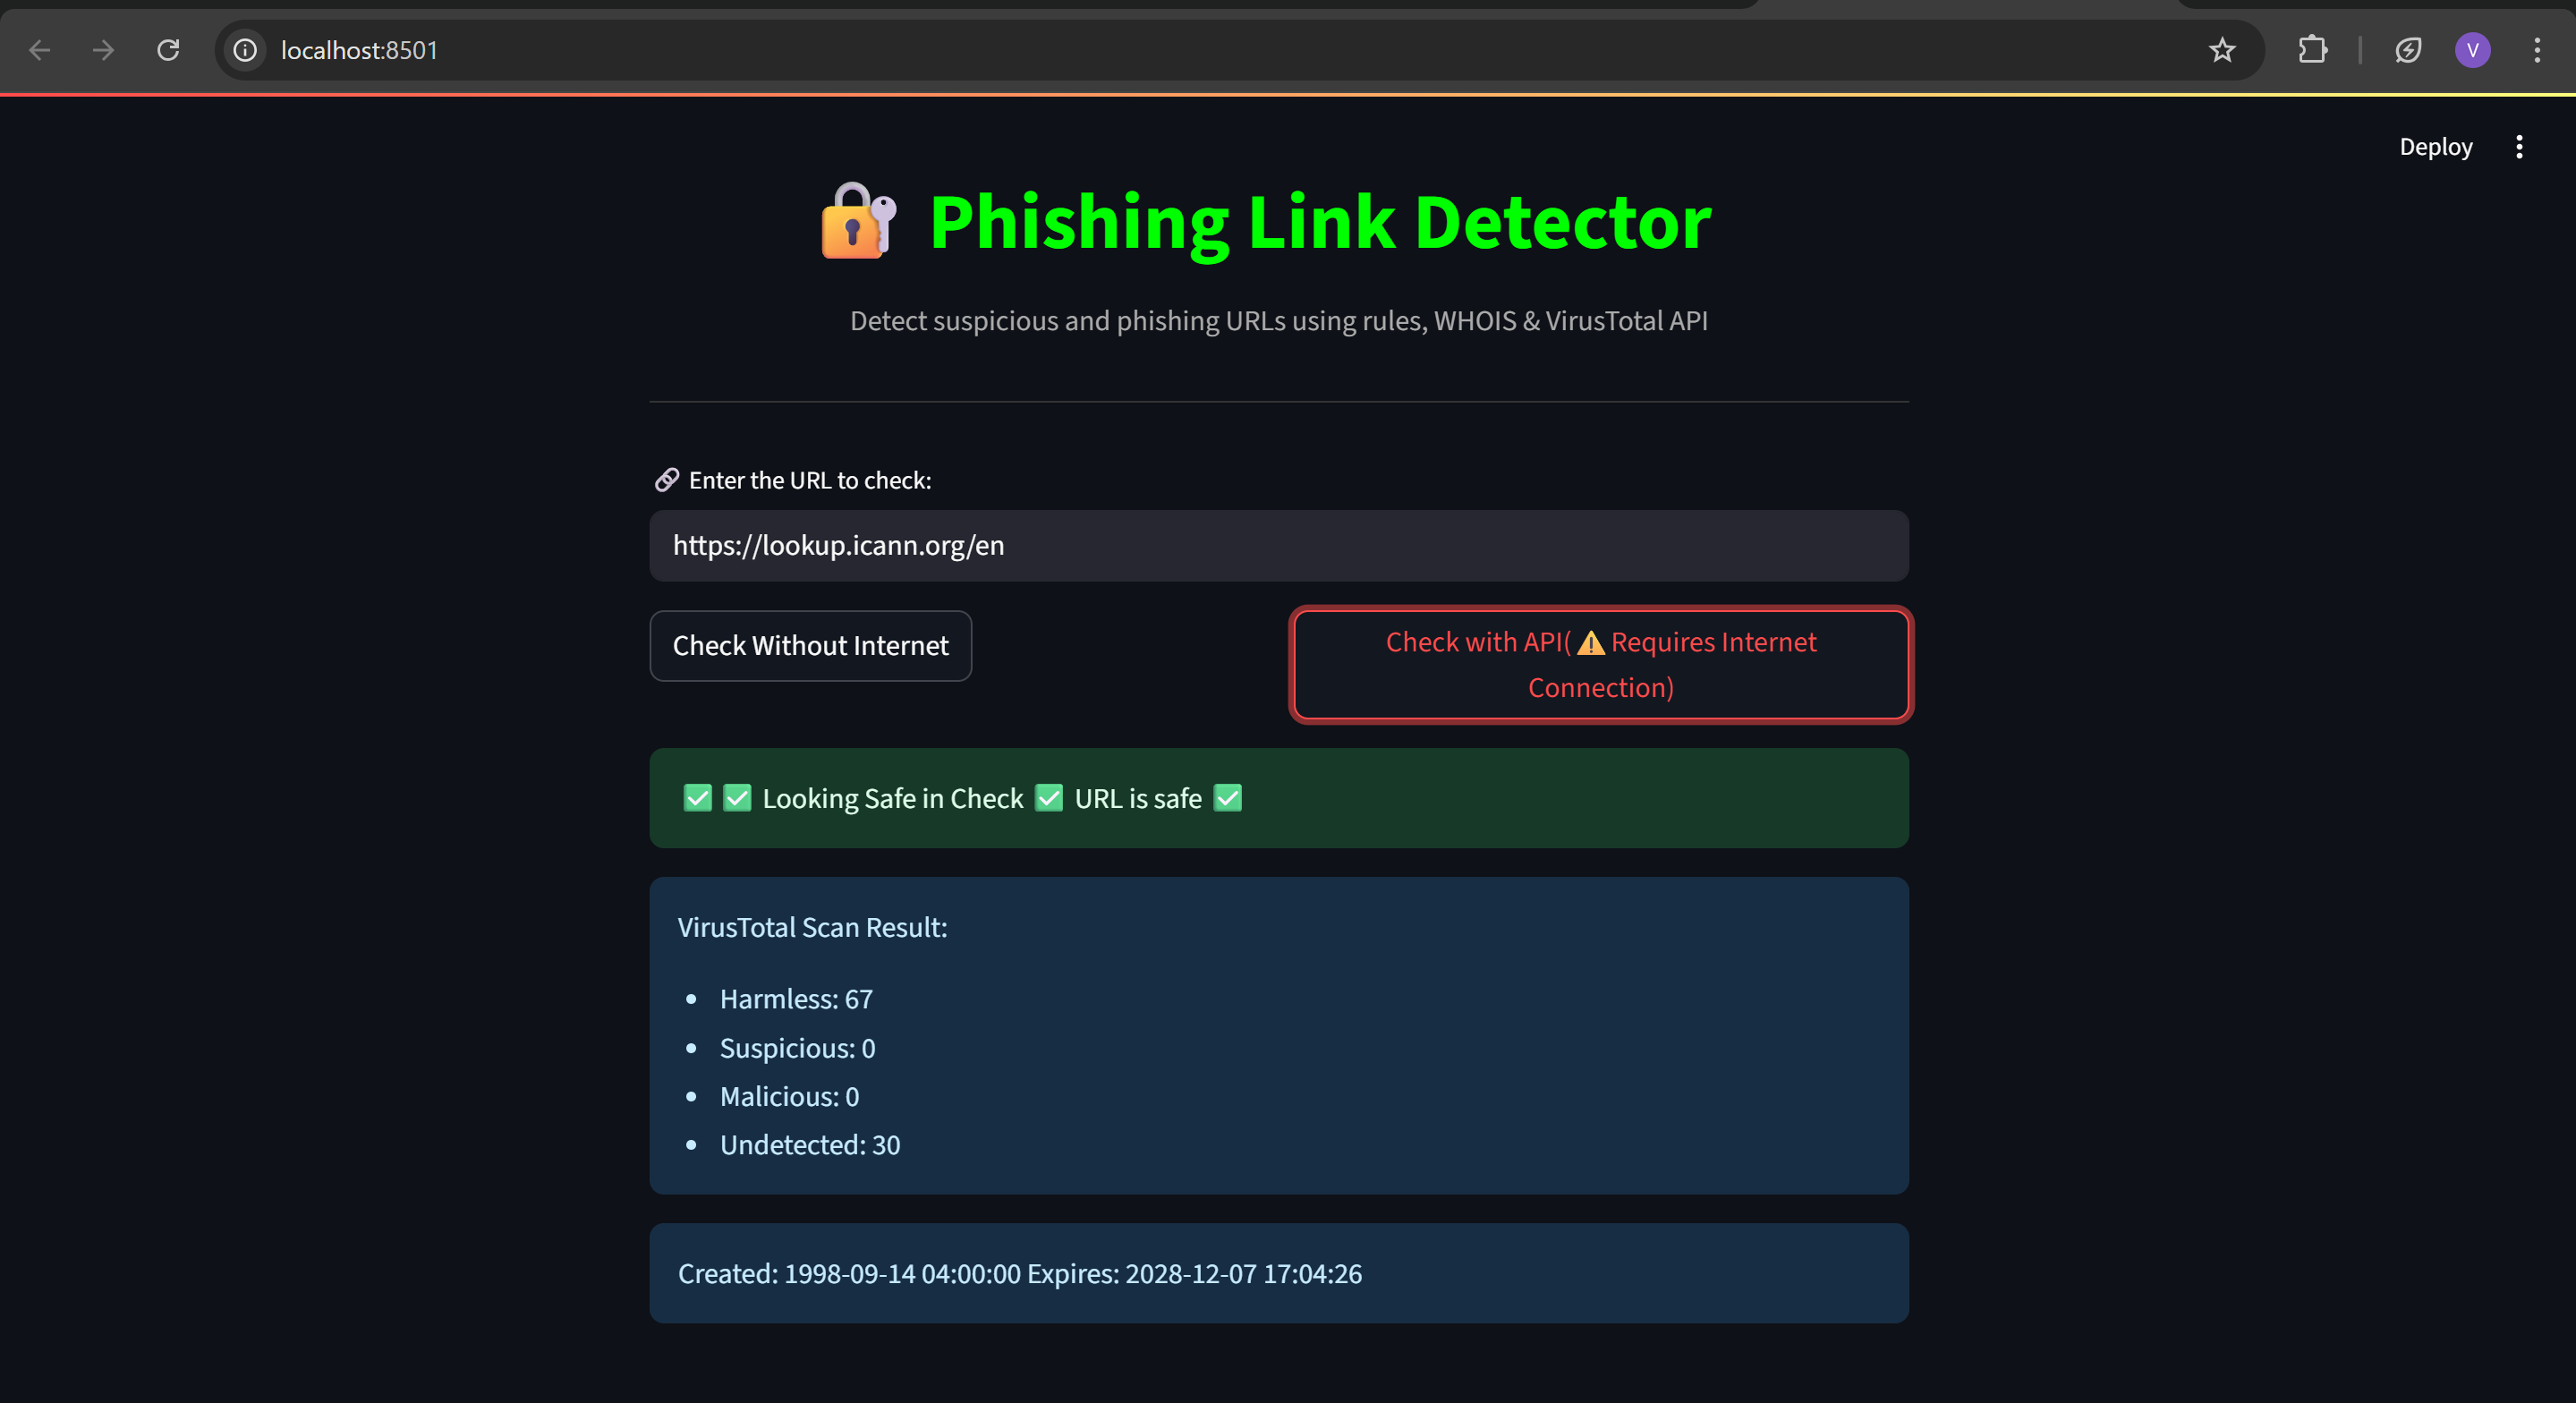 localhost:8501
V
Deploy
🔐 Phishing Link Detector
Detect suspicious and phishing URLs using rules, WHOIS & VirusTotal API
🔗 Enter the URL to check:
https://lookup.icann.org/en
Check Without Internet
Check with API(⚠️Requires Internet
Connection)
✅ ✅ Looking Safe in Check ✅ URL is safe ✅
VirusTotal Scan Result:
• Harmless: 67
• Suspicious: 0
• Malicious: 0
• Undetected: 30
Created: 1998-09-14 04:00:00 Expires: 2028-12-07 17:04:26